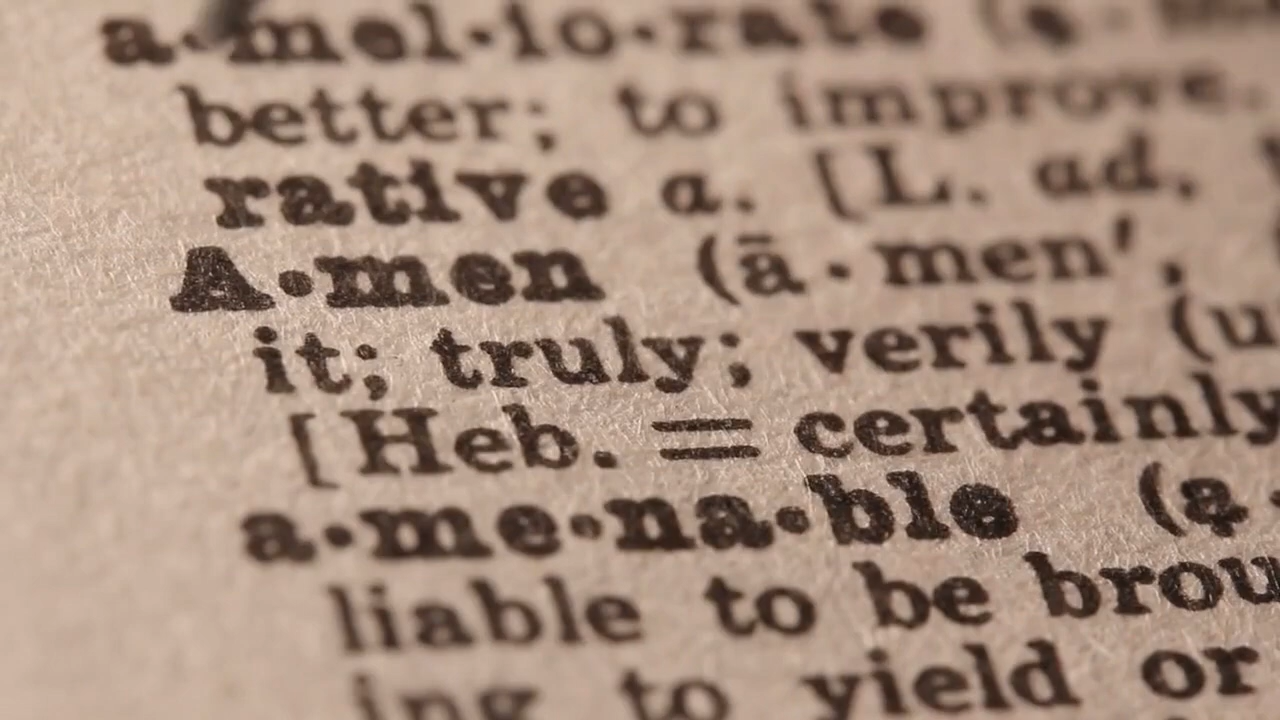 a·mel·io·rate (ạ
better; to improve.
rative a. [L. ad,
A·men (ā·men′,
it; truly; verily (u
[Heb. = certainly
a·me·na·ble (ạ·
liable to be brou
ing to yield or